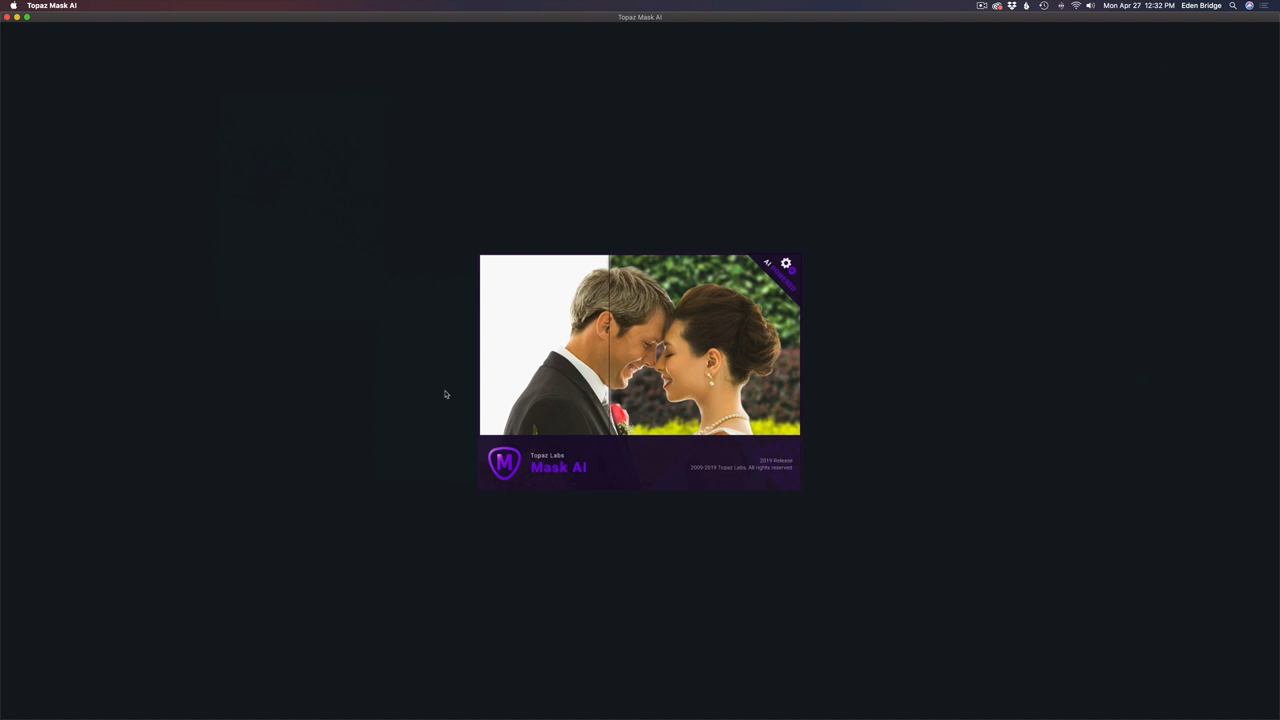 Topaz Mask AI
Mon Apr 27 12:32 PM Eden Bridge
Topaz Mask AI
AI POWERED
M
Topaz Labs
Mask AI
2019 Release
2009-2019 Topaz Labs. All rights reserved